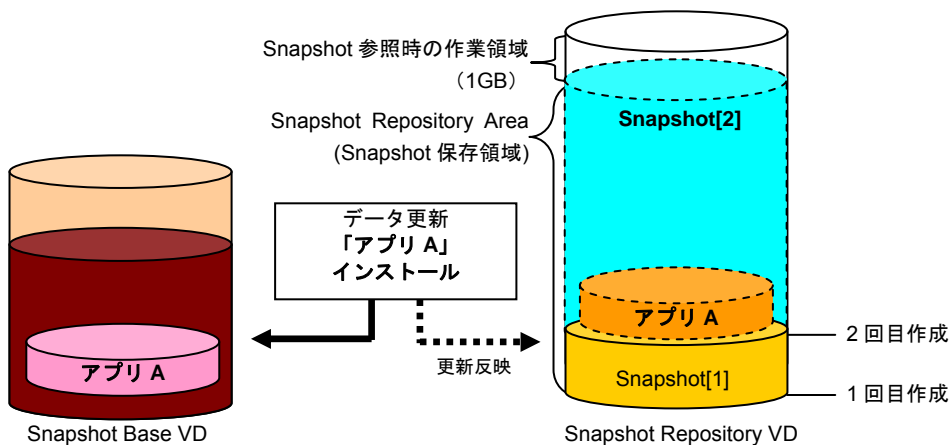 Snapshot 参照時の作業領域
（1GB）
Snapshot Repository Area
(Snapshot 保存領域)
Snapshot[2]
データ更新
「アプリ A」
インストール
アプリ A
アプリ A
更新反映
Snapshot[1]
2 回目作成
1 回目作成
Snapshot Base VD
Snapshot Repository VD